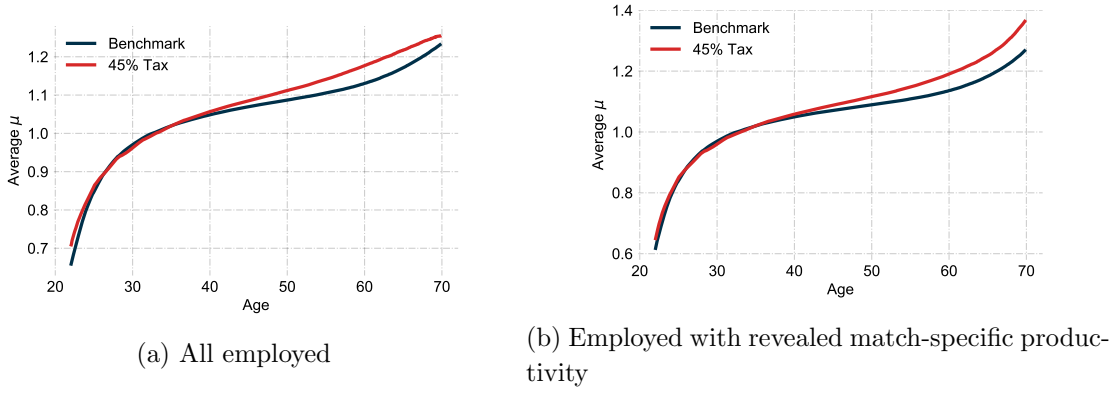 Benchmark
45% Tax
1.2
1.1
1.0
0.9
0.8
0.7
Average μ
20 30 40 50 60 70
Age
(a) All employed
Benchmark
45% Tax
1.4
1.2
1.0
0.8
0.6
Average μ
20 30 40 50 60 70
Age
(b) Employed with revealed match-specific produc-
tivity